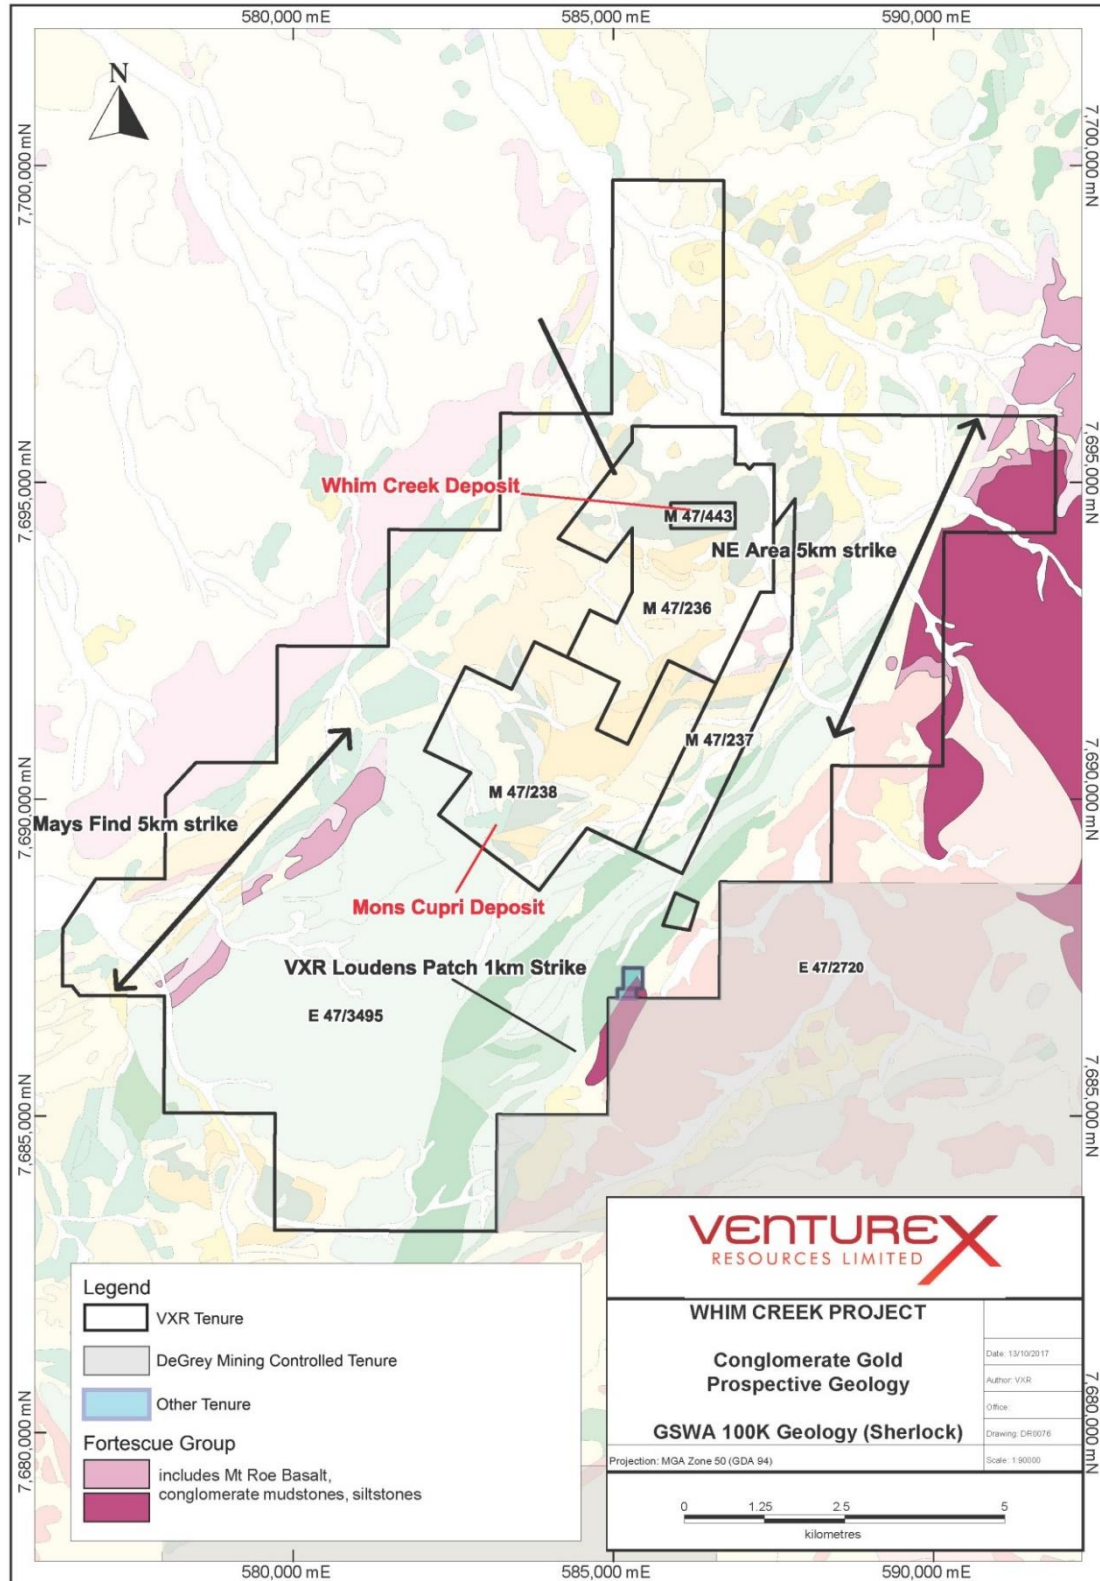 580,000 mE
585,000 mE
590,000 mE
N
7,700,000 mN
7,700,000 mN
7,695,000 mN
7,695,000 mN
Whim Creek Deposit
M 47/443
NE Area 5km strike
M 47/236
M 47/237
M 47/238
7,690,000 mN
7,690,000 mN
Mays Find 5km strike
Mons Cupri Deposit
VXR Loudens Patch 1km Strike
E 47/2720
E 47/3495
7,685,000 mN
7,685,000 mN
Legend
VXR Tenure
DeGrey Mining Controlled Tenure
Other Tenure
Fortescue Group
includes Mt Roe Basalt,
conglomerate mudstones, siltstones
7,680,000 mN
7,680,000 mN
VENTUREX
RESOURCES LIMITED
WHIM CREEK PROJECT
Conglomerate Gold
Prospective Geology
GSWA 100K Geology (Sherlock)
Projection: MGA Zone 50 (GDA 94)
Date: 13/10/2017
Author: VXR
Office:
Drawing: DR0076
Scale: 1:90000
0 1.25 2.5 5
kilometres
580,000 mE
585,000 mE
590,000 mE